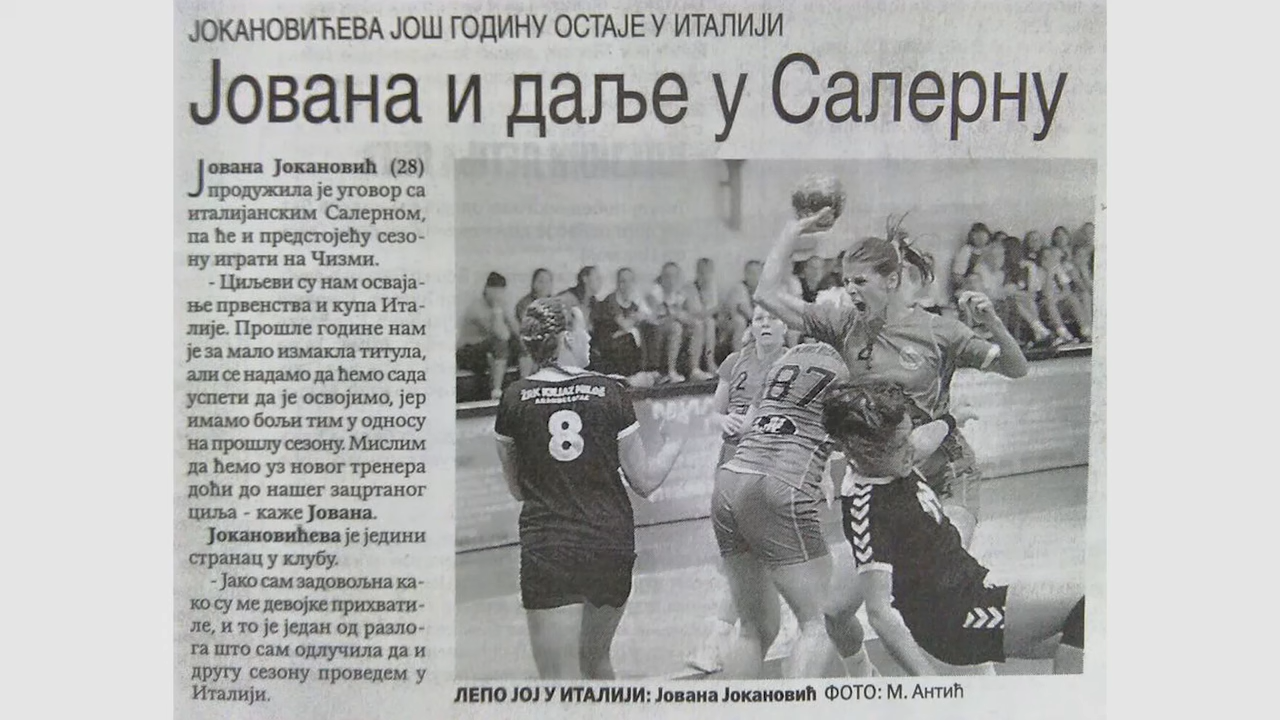 ЈОКАНОВИЋЕВА ЈОШ ГОДИНУ ОСТАЈЕ У ИТАЛИЈИ
Јована и даље у Салерну
Јована Јокановић (28)
продужила је уговор са
италијанским Салерном,
па ће и предстојећу сезо-
ну играти на Чизми.
- Циљеви су нам освaја-
ње првенства и купа Ита-
лије. Прошле године нам
је за мало измакла титула,
али се надамо да ћемо сада
успети да је освојимо, јер
имамо бољи тим у односу
на прошлу сезону. Мислим
да ћемо уз новог тренера
доћи до нашег зацртаног
циља - каже Јована.
Јокановићева је једини
странац у клубу.
- Јако сам задовољна ка-
ко су ме девојке прихвати-
ле, и то је један од разло-
га што сам одлучила да и
другу сезону проведем у
Италији.
8
2
87
4
ЛЕПО ЈОЈ У ИТАЛИЈИ: Јована Јокановић ФОТО: М. Антић